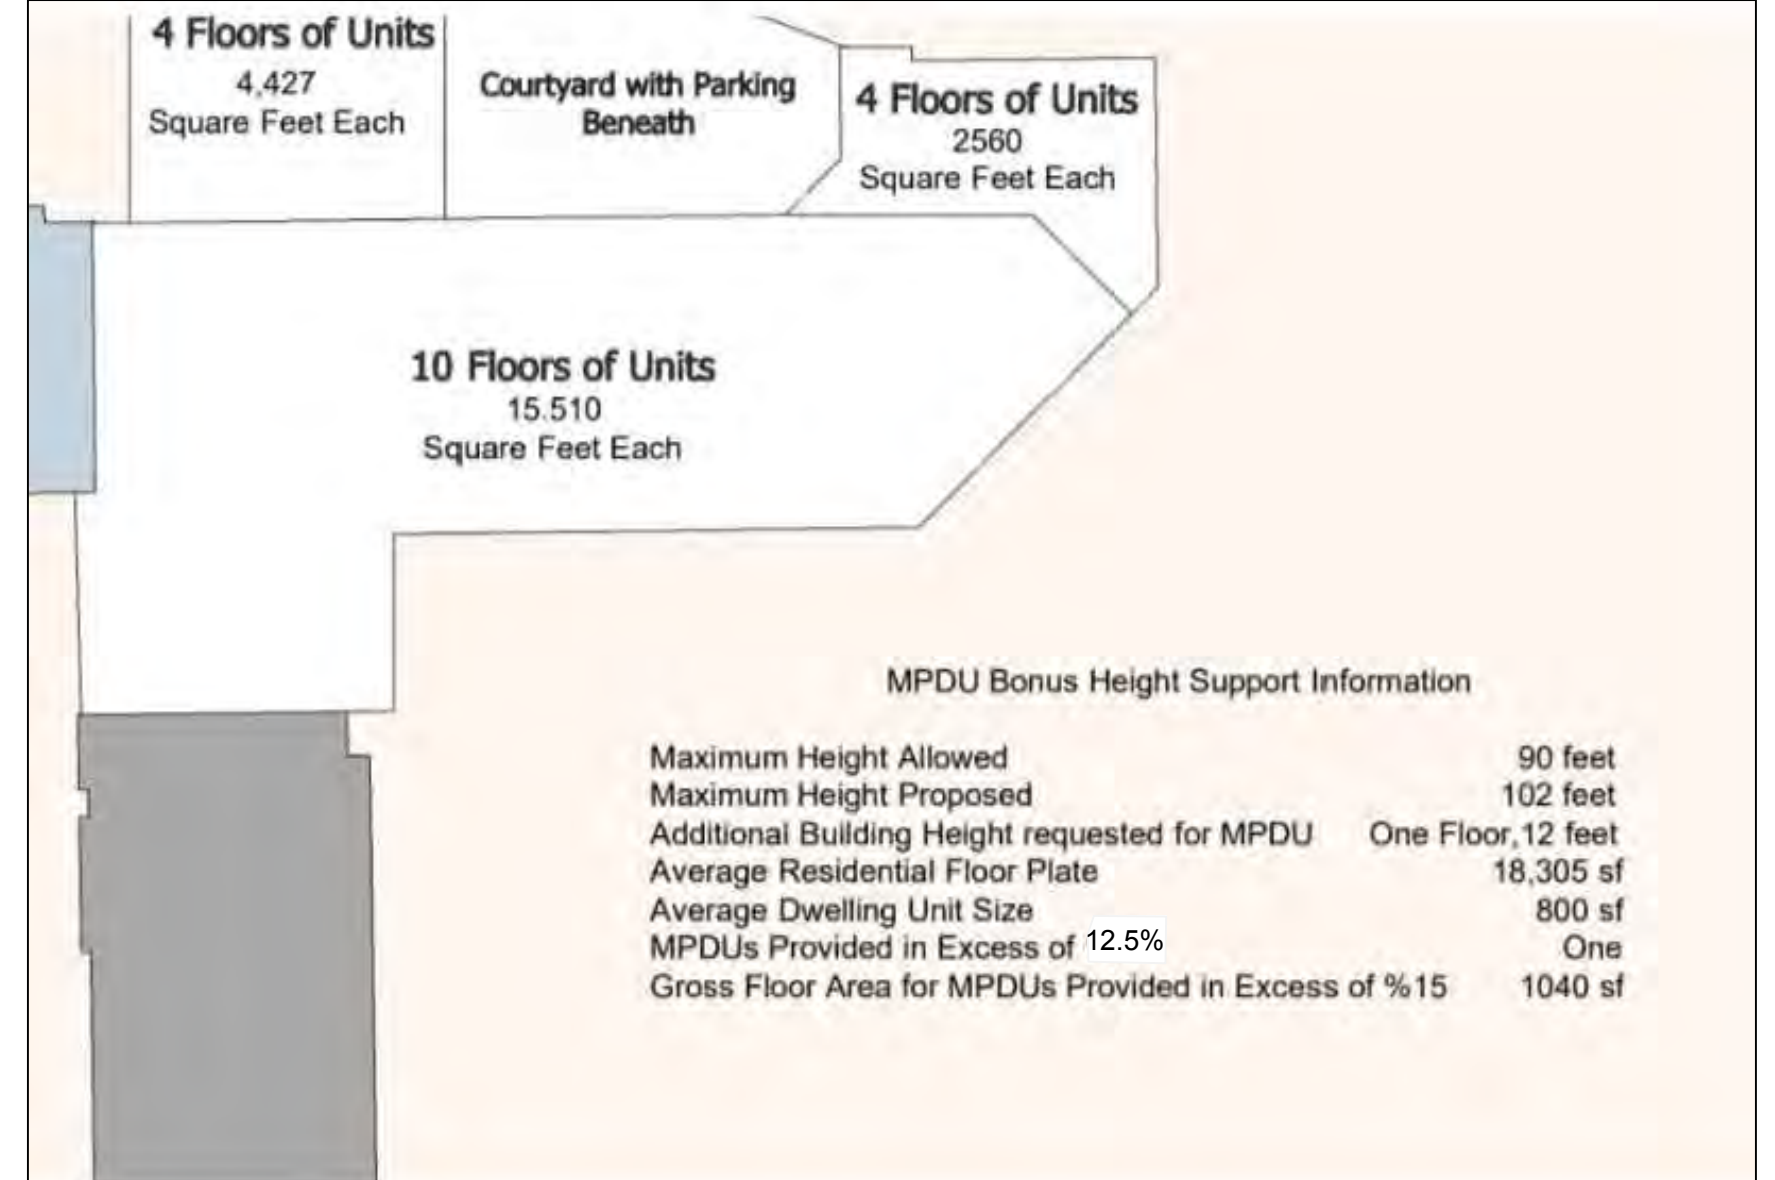 4 Floors of Units
4,427
Square Feet Each
Courtyard with Parking
Beneath
4 Floors of Units
2560
Square Feet Each
10 Floors of Units
15.510
Square Feet Each
MPDU Bonus Height Support Information
Maximum Height Allowed 90 feet
Maximum Height Proposed 102 feet
Additional Building Height requested for MPDU One Floor,12 feet
Average Residential Floor Plate 18,305 sf
Average Dwelling Unit Size 800 sf
MPDUs Provided in Excess of 12.5% One
Gross Floor Area for MPDUs Provided in Excess of %15 1040 sf